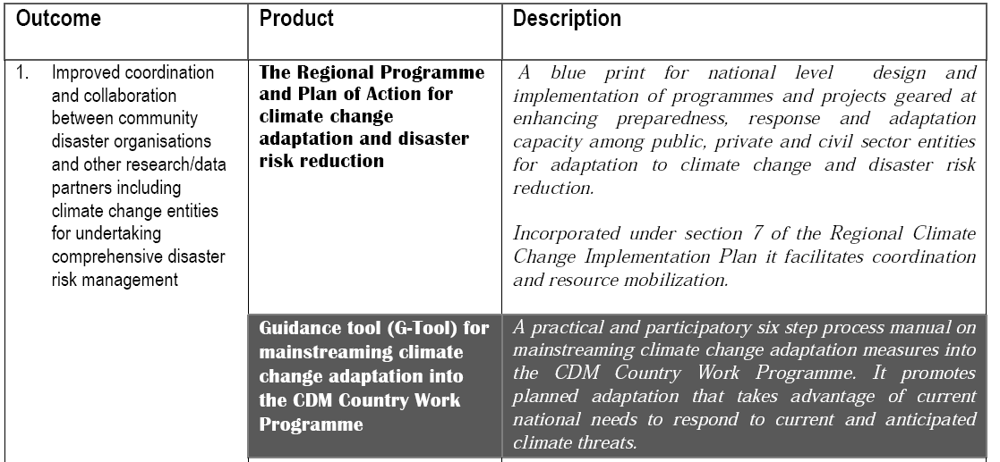 Outcome
Product
Description
1. Improved coordination
and collaboration
between community
disaster organisations
and other research/data
partners including
climate change entities
for undertaking
comprehensive disaster
risk management
The Regional Programme
and Plan of Action for
climate change
adaptation and disaster
risk reduction
A blue print for national level design and
implementation of programmes and projects geared at
enhancing preparedness, response and adaptation
capacity among public, private and civil sector entities
for adaptation to climate change and disaster risk
reduction.
Incorporated under section 7 of the Regional Climate
Change Implementation Plan it facilitates coordination
and resource mobilization.
Guidance tool (G-Tool) for
mainstreaming climate
change adaptation into
the CDM Country Work
Programme
A practical and participatory six step process manual on
mainstreaming climate change adaptation measures into
the CDM Country Work Programme. It promotes
planned adaptation that takes advantage of current
national needs to respond to current and anticipated
climate threats.